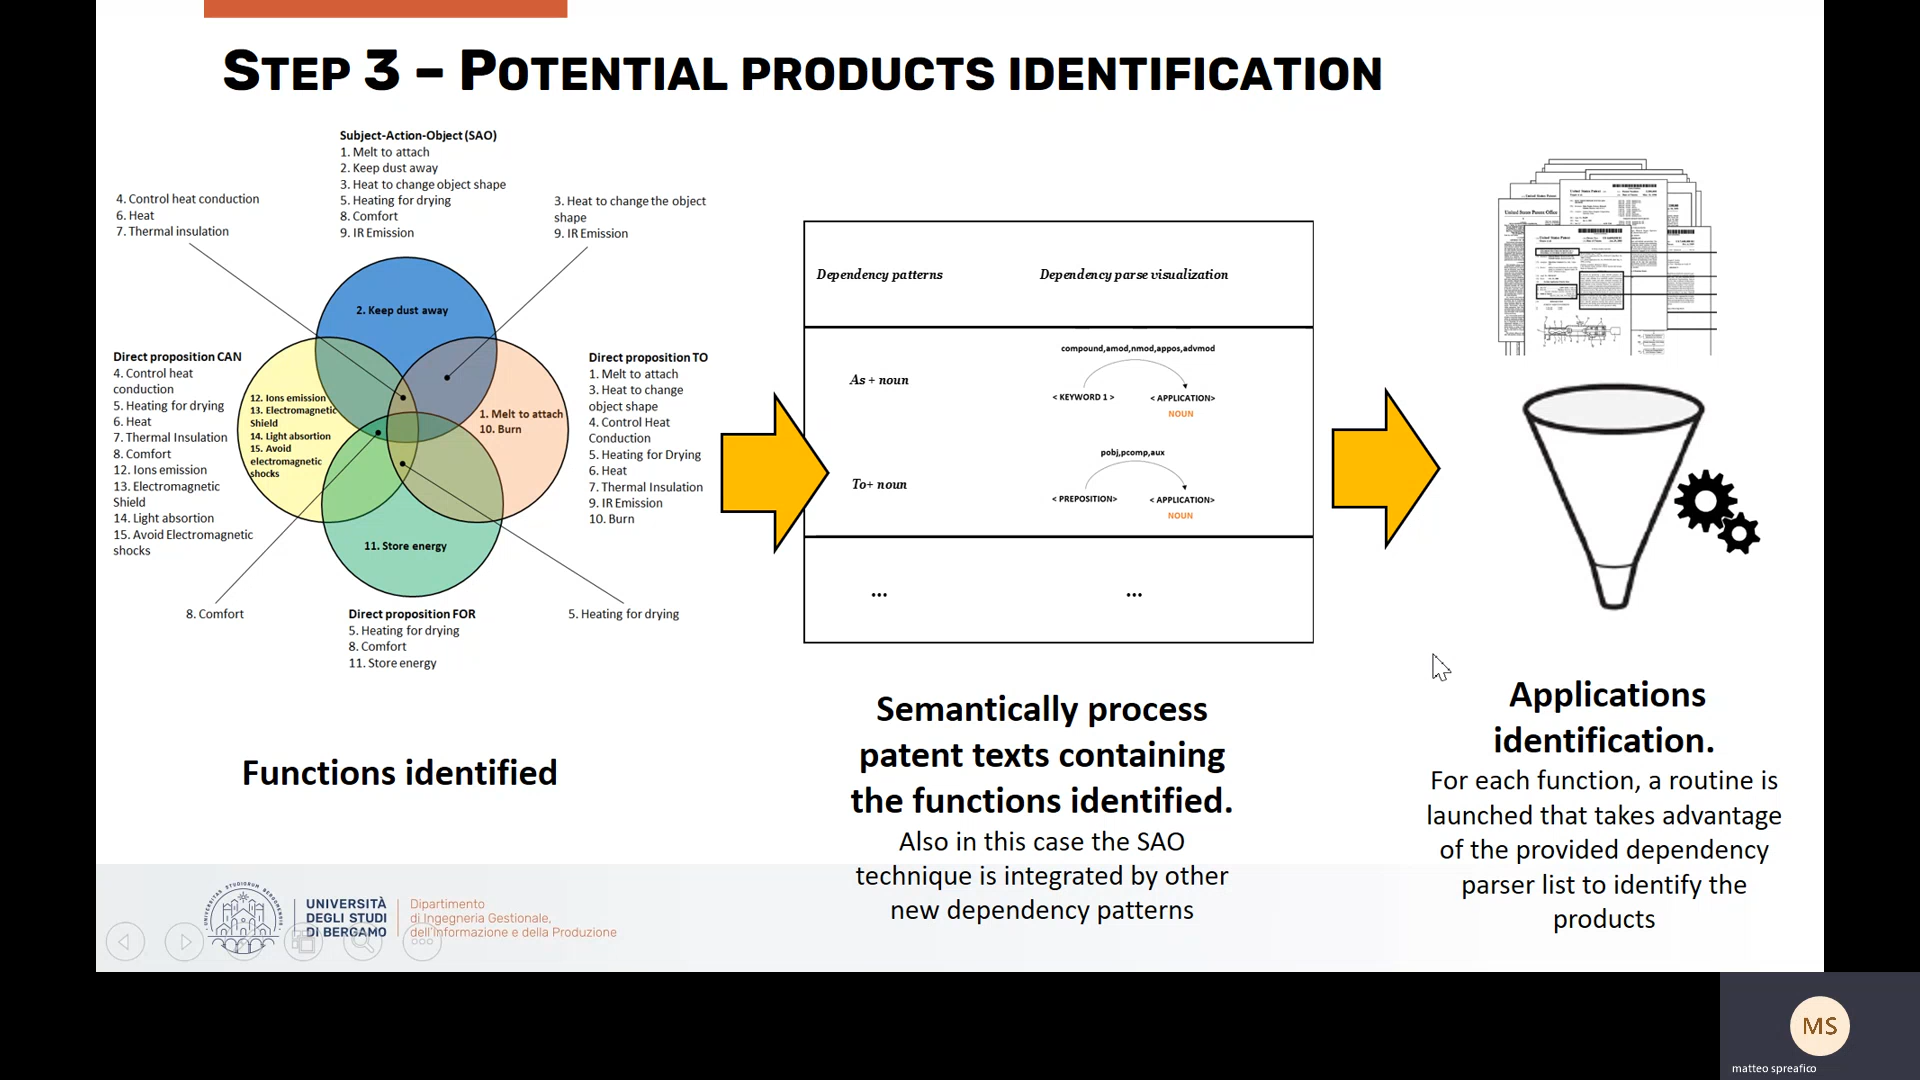 STEP 3 – POTENTIAL PRODUCTS IDENTIFICATION
Subject-Action-Object (SAO)
1. Melt to attach
2. Keep dust away
3. Heat to change object shape
5. Heating for drying
8. Comfort
9. IR Emission
4. Control heat conduction
6. Heat
7. Thermal insulation
3. Heat to change the object
shape
9. IR Emission
2. Keep dust away
Direct proposition CAN
4. Control heat
conduction
5. Heating for drying
6. Heat
7. Thermal Insulation
8. Comfort
12. Ions emission
13. Electromagnetic
Shield
14. Light absortion
15. Avoid Electromagnetic
shocks
12. Ions emission
13. Electromagnetic
Shield
14. Light absortion
15. Avoid
electromagnetic
shocks
1. Melt to attach
10. Burn
Direct proposition TO
1. Melt to attach
3. Heat to change
object shape
4. Control Heat
Conduction
5. Heating for Drying
6. Heat
7. Thermal Insulation
9. IR Emission
10. Burn
11. Store energy
8. Comfort
Direct proposition FOR
5. Heating for drying
8. Comfort
11. Store energy
5. Heating for drying
Functions identified
Dependency patterns
Dependency parse visualization
As + noun
compound,amod,nmod,appos,advmod
< KEYWORD 1 >
< APPLICATION>
NOUN
To+ noun
pobj,pcomp,aux
< PREPOSITION>
< APPLICATION>
NOUN
...
...
Semantically process
patent texts containing
the functions identified.
Also in this case the SAO
technique is integrated by other
new dependency patterns
United States Patent
United States Patent Office
United States Patent
Applications
identification.
For each function, a routine is
launched that takes advantage
of the provided dependency
parser list to identify the
products
UNIVERSITÀ
DEGLI STUDI
DI BERGAMO
Dipartimento
di Ingegneria Gestionale,
dell'Informazione e della Produzione
MS
matteo spreafico